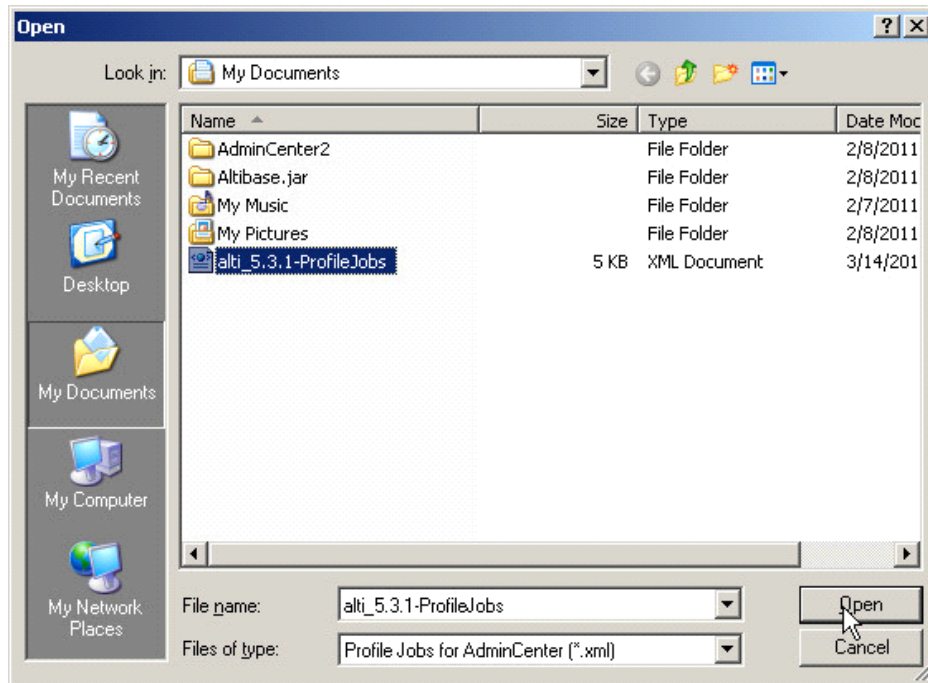 Open
Look in: My Documents
Name Size Type Date Moc
AdminCenter2 File Folder 2/8/2011
Altibase.jar File Folder 2/8/2011
My Music File Folder 2/7/2011
My Pictures File Folder 2/8/2011
alti_5.3.1-ProfileJobs 5 KB XML Document 3/14/201
My Recent
Documents
Desktop
My Documents
My Computer
My Network
Places
File name: alti_5.3.1-ProfileJobs Open
Files of type: Profile Jobs for AdminCenter (*.xml) Cancel